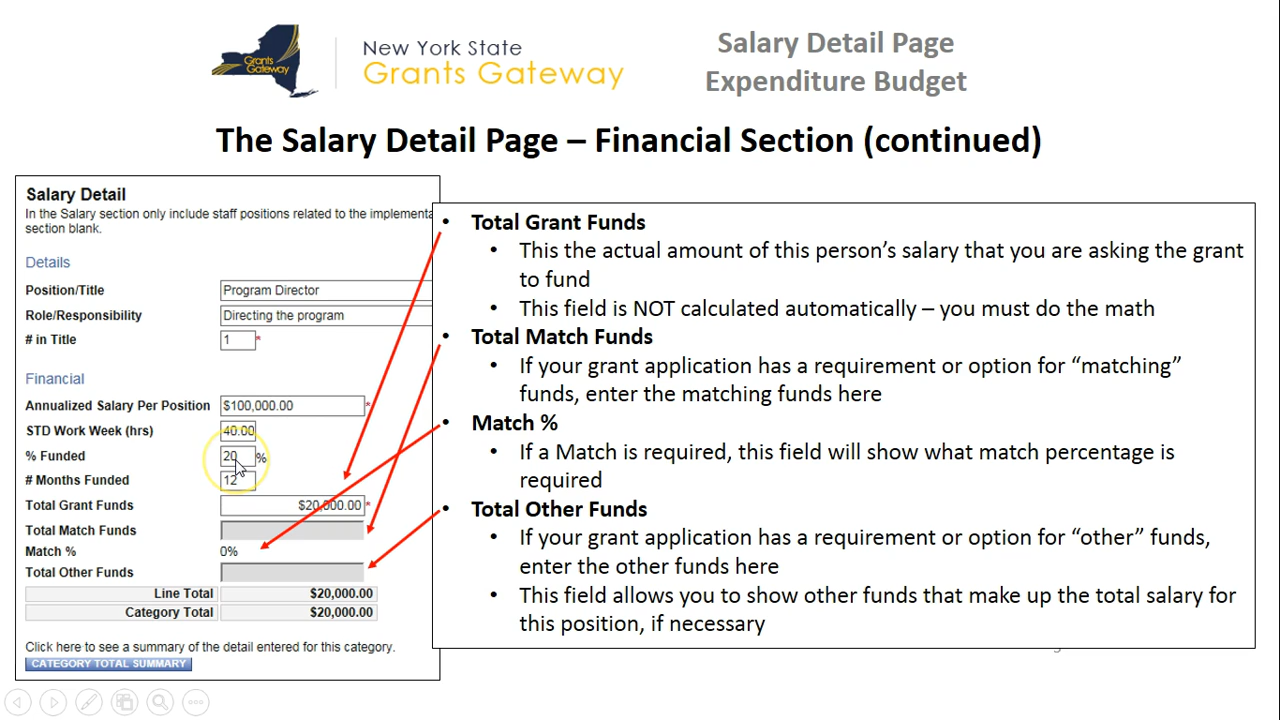 Grants
Gateway
New York State
Grants Gateway
Salary Detail Page
Expenditure Budget
The Salary Detail Page – Financial Section (continued)
Salary Detail
In the Salary section only include staff positions related to the implementa
section blank.
Details
Position/Title Program Director
Role/Responsibility Directing the program
# in Title 1 *
Financial
Annualized Salary Per Position $100,000.00 *
STD Work Week (hrs) 40.00
% Funded 20 %
# Months Funded 12
Total Grant Funds $20,000.00 *
Total Match Funds
Match % 0%
Total Other Funds
Line Total $20,000.00
Category Total $20,000.00
Click here to see a summary of the detail entered for this category.
CATEGORY TOTAL SUMMARY
• Total Grant Funds
• This the actual amount of this person’s salary that you are asking the grant
to fund
• This field is NOT calculated automatically – you must do the math
• Total Match Funds
• If your grant application has a requirement or option for “matching”
funds, enter the matching funds here
• Match %
• If a Match is required, this field will show what match percentage is
required
• Total Other Funds
• If your grant application has a requirement or option for “other” funds,
enter the other funds here
• This field allows you to show other funds that make up the total salary for
this position, if necessary